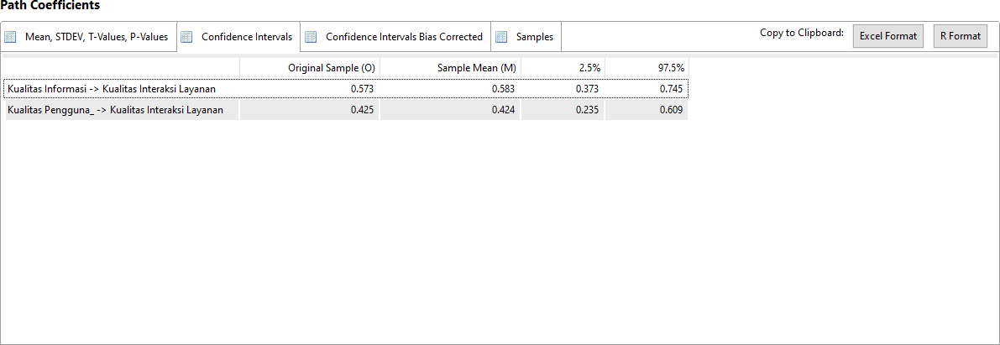 Path Coefficients
Mean, STDEV, T-Values, P-Values Confidence Intervals Confidence Intervals Bias Corrected Samples Copy to Clipboard: Excel Format R Format
Original Sample (O) Sample Mean (M) 2.5% 97.5%
Kualitas Informasi -> Kualitas Interaksi Layanan 0.573 0.583 0.373 0.745
Kualitas Pengguna_ -> Kualitas Interaksi Layanan 0.425 0.424 0.235 0.609